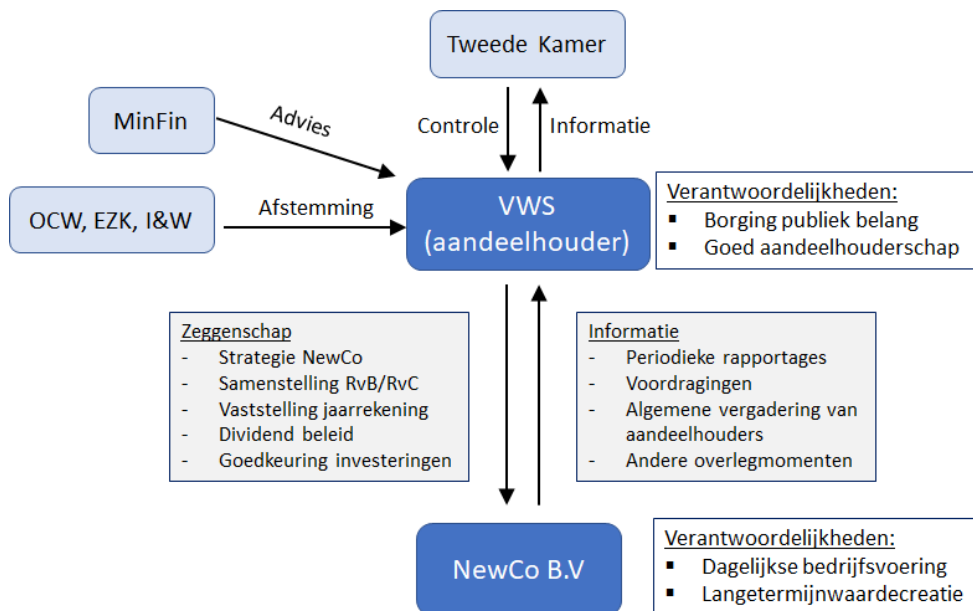 Tweede Kamer
MinFin
Advies
Controle
Informatie
OCW, EZK, I&W
Afstemming
VWS
(aandeelhouder)
Verantwoordelijkheden:
▪ Borging publiek belang
▪ Goed aandeelhouderschap
Zeggenschap
- Strategie NewCo
- Samenstelling RvB/RvC
- Vaststelling jaarrekening
- Dividend beleid
- Goedkeuring investeringen
Informatie
- Periodieke rapportages
- Voordragingen
- Algemene vergadering van
aandeelhouders
- Andere overlegmomenten
NewCo B.V
Verantwoordelijkheden:
▪ Dagelijkse bedrijfsvoering
▪ Langetermijnwaardecreatie